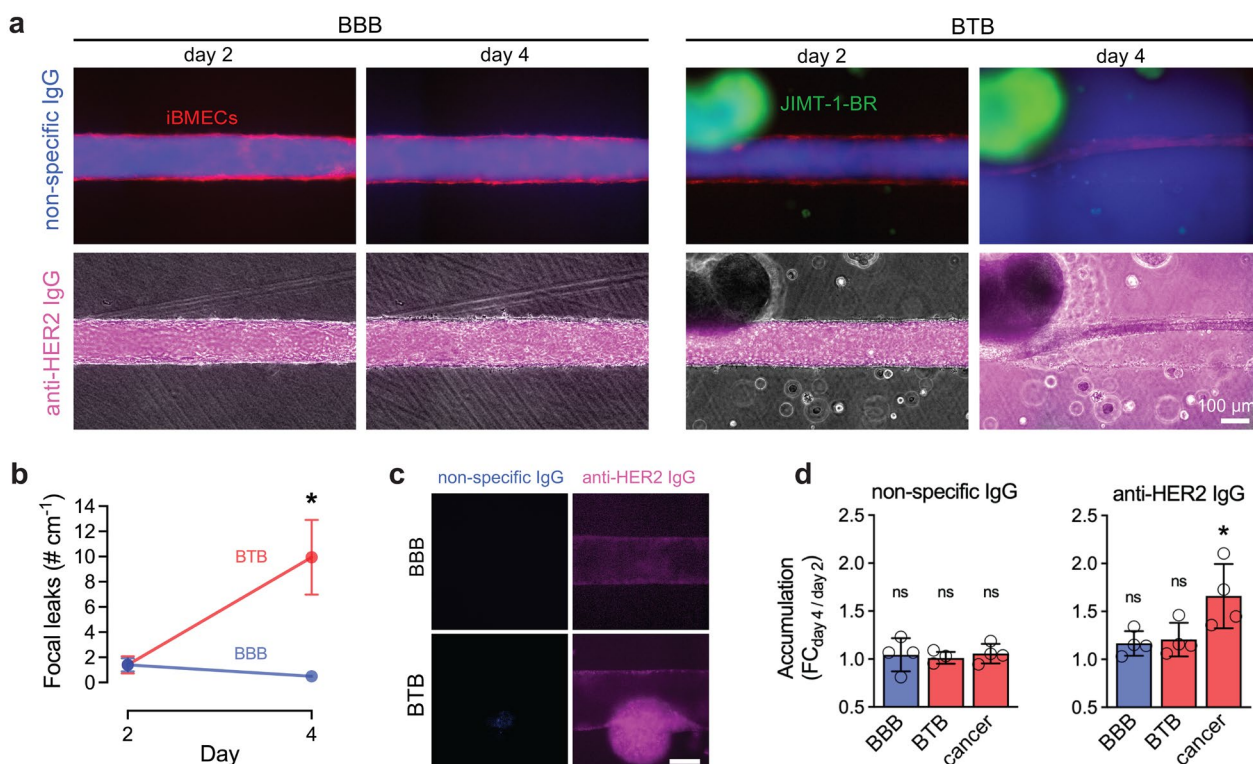 a
BBB
BTB
day 2
day 4
day 2
day 4
non-specific IgG
iBMECs
JIMT-1-BR
anti-HER2 IgG
100 µm
b
Focal leaks (# cm⁻¹)
14
12
10
8
6
4
2
0
*
BTB
BBB
2
4
Day
c
non-specific IgG
anti-HER2 IgG
BBB
BTB
d
non-specific IgG
Accumulation
(FC day 4 / day 2)
2.5
2.0
1.5
1.0
0.5
ns
ns
ns
BBB
BTB
cancer
anti-HER2 IgG
2.5
2.0
1.5
1.0
0.5
ns
ns
*
BBB
BTB
cancer